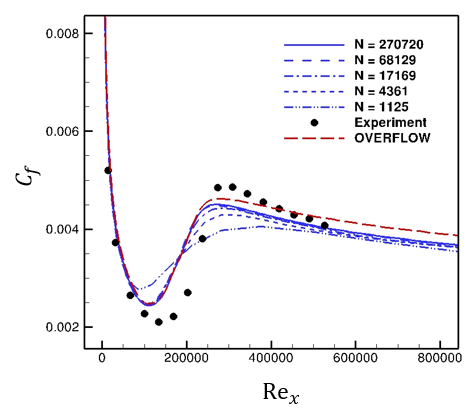 0.008
N = 270720
N = 68129
N = 17169
N = 4361
N = 1125
Experiment
OVERFLOW
0.006
C_f
0.004
0.002
0 200000 400000 600000 800000
Re_x